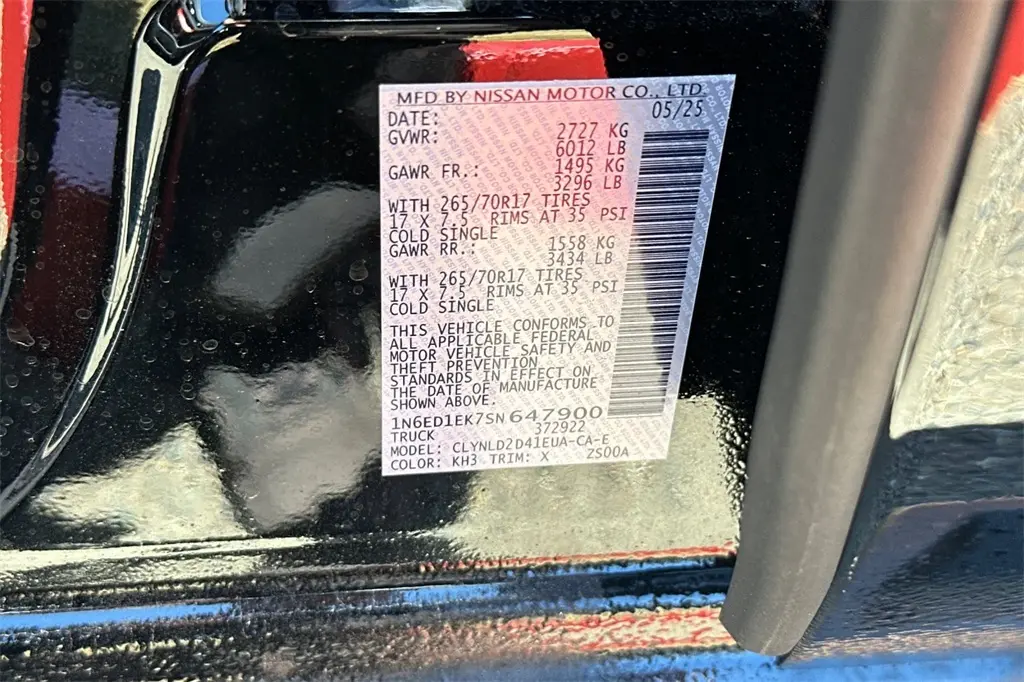 MFD BY NISSAN MOTOR CO., LTD.
DATE: 05/25
GVWR: 2727 KG
6012 LB
GAWR FR.: 1495 KG
3296 LB
WITH 265/70R17 TIRES
17 X 7.5 RIMS AT 35 PSI
COLD SINGLE
GAWR RR.: 1558 KG
3434 LB
WITH 265/70R17 TIRES
17 X 7.5 RIMS AT 35 PSI
COLD SINGLE
THIS VEHICLE CONFORMS TO
ALL APPLICABLE FEDERAL
MOTOR VEHICLE SAFETY AND
THEFT PREVENTION
STANDARDS IN EFFECT ON
THE DATE OF MANUFACTURE
SHOWN ABOVE.
1N6ED1EK7SN647900
TRUCK 372922
MODEL: CLYNLD2D41EUA-CA-E
COLOR: KH3 TRIM: X ZS00A